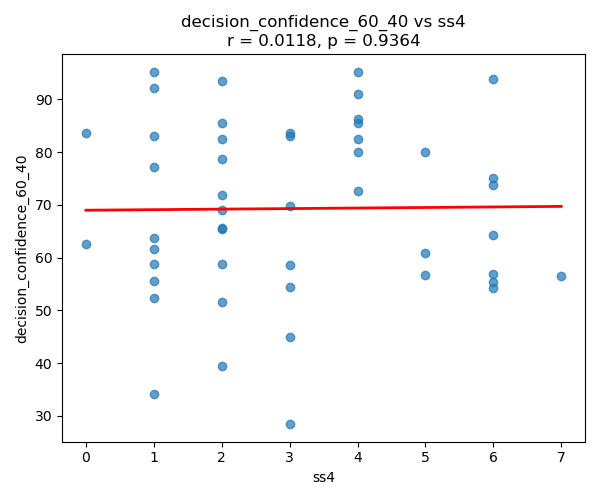 decision_confidence_60_40 vs ss4
r = 0.0118, p = 0.9364
decision_confidence_60_40
90
80
70
60
50
40
30
0 1 2 3 4 5 6 7
ss4